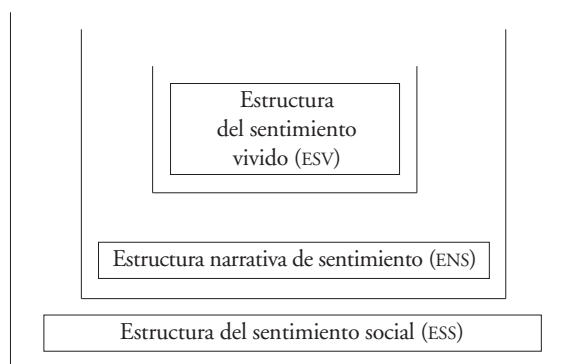 Estructura
del sentimiento
vivido (ESV)
Estructura narrativa de sentimiento (ENS)
Estructura del sentimiento social (ESS)